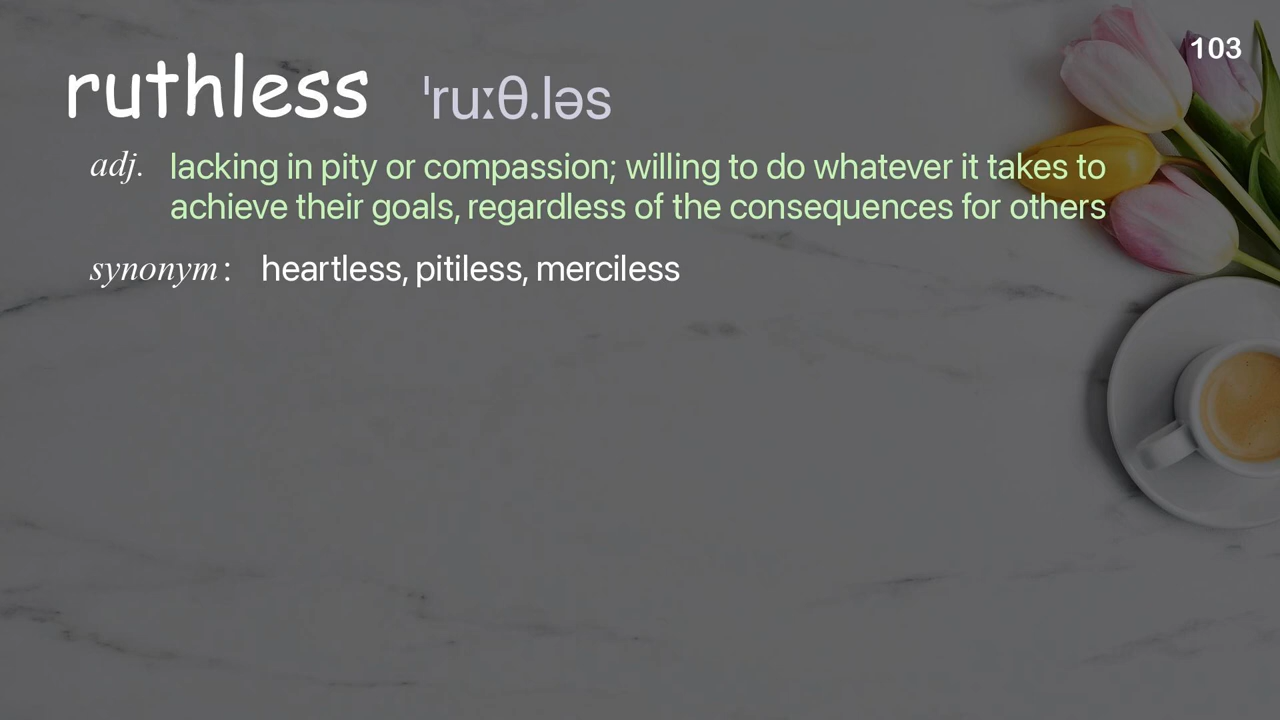 103
ruthless ˈruːθ.ləs
adj. lacking in pity or compassion; willing to do whatever it takes to
achieve their goals, regardless of the consequences for others
synonym: heartless, pitiless, merciless